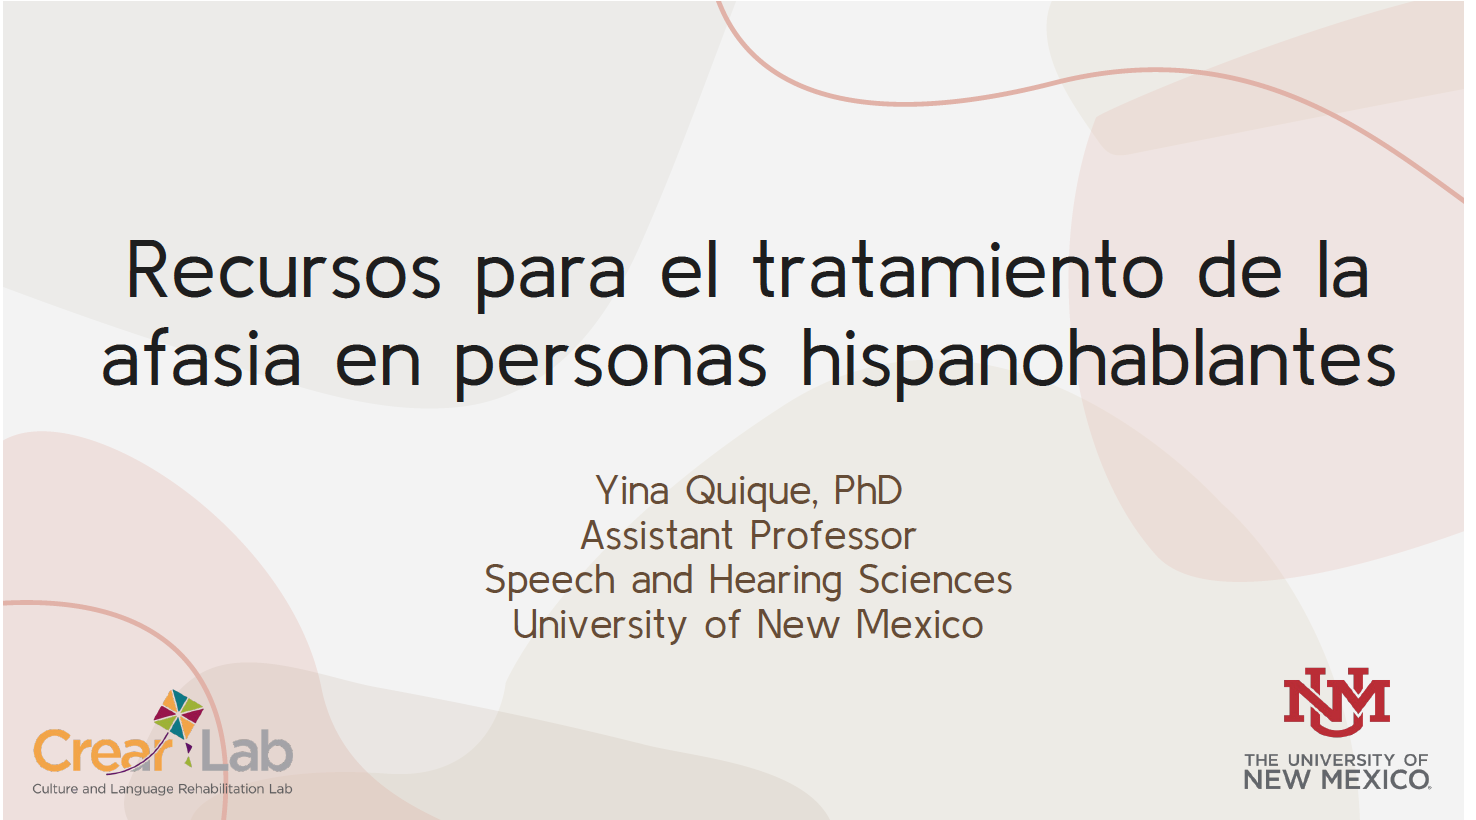 Recursos para el tratamiento de la
afasia en personas hispanohablantes
Yina Quique, PhD
Assistant Professor
Speech and Hearing Sciences
University of New Mexico
Crear Lab
Culture and Language Rehabilitation Lab
UNM
THE UNIVERSITY OF
NEW MEXICO®